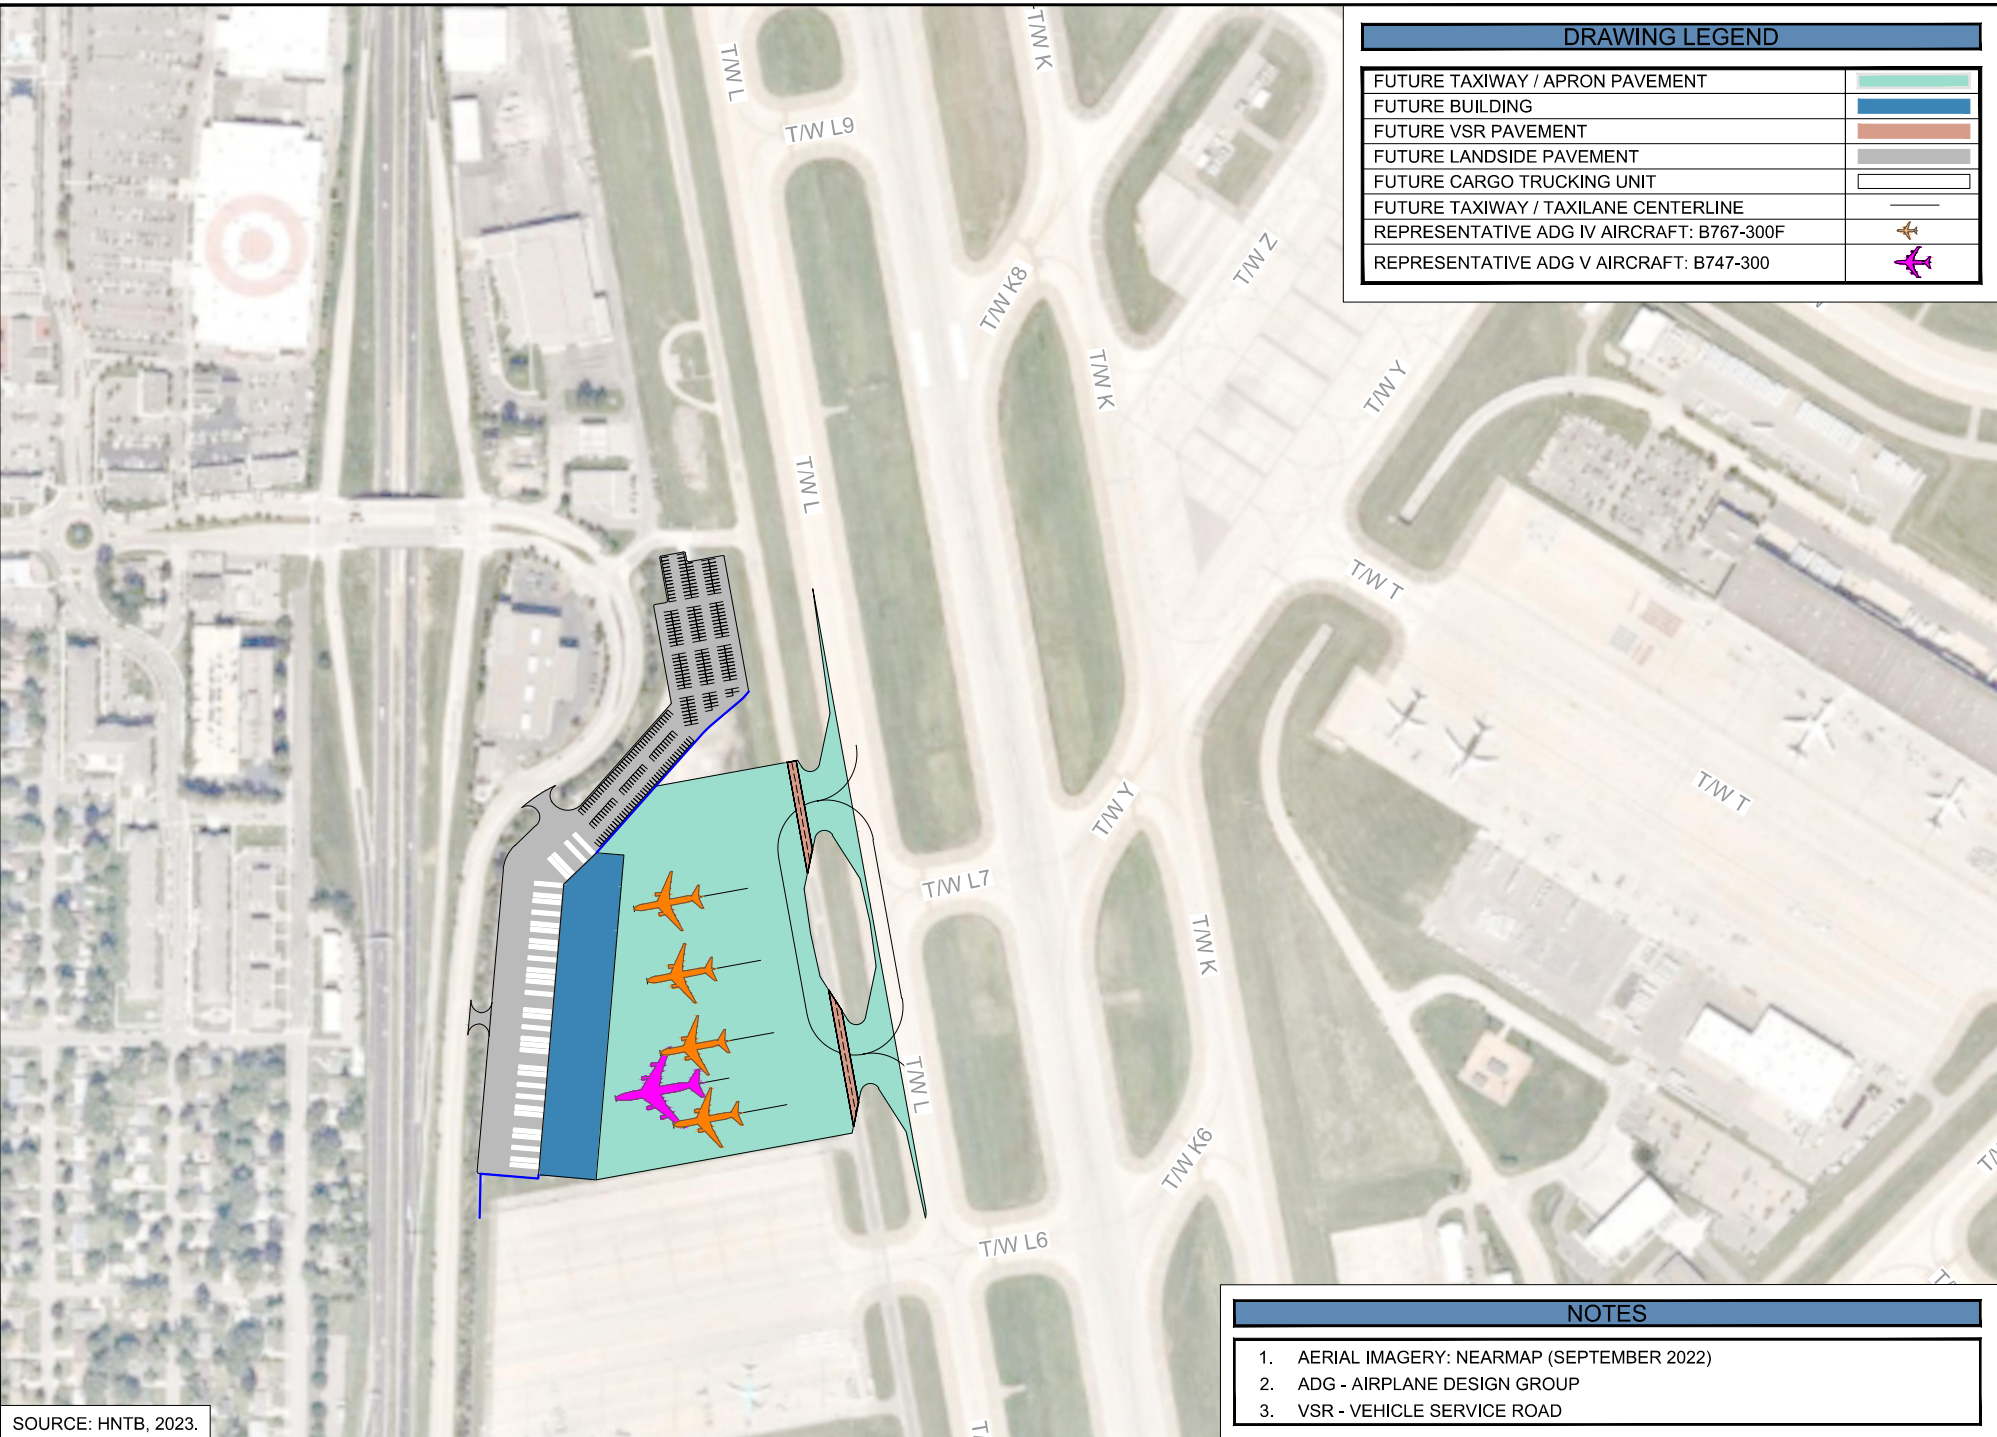 DRAWING LEGEND
FUTURE TAXIWAY / APRON PAVEMENT
FUTURE BUILDING
FUTURE VSR PAVEMENT
FUTURE LANDSIDE PAVEMENT
FUTURE CARGO TRUCKING UNIT
FUTURE TAXIWAY / TAXILANE CENTERLINE
REPRESENTATIVE ADG IV AIRCRAFT: B767-300F
REPRESENTATIVE ADG V AIRCRAFT: B747-300
T/W K
T/W L
T/W L9
T/W Z
T/W K8
T/W K
T/W Y
T/W L
T/W T
T/W T
T/W Y
T/W L7
T/W K
T/W L
T/W K6
T/W L6
NOTES
1. AERIAL IMAGERY: NEARMAP (SEPTEMBER 2022)
2. ADG - AIRPLANE DESIGN GROUP
3. VSR - VEHICLE SERVICE ROAD
SOURCE: HNTB, 2023.